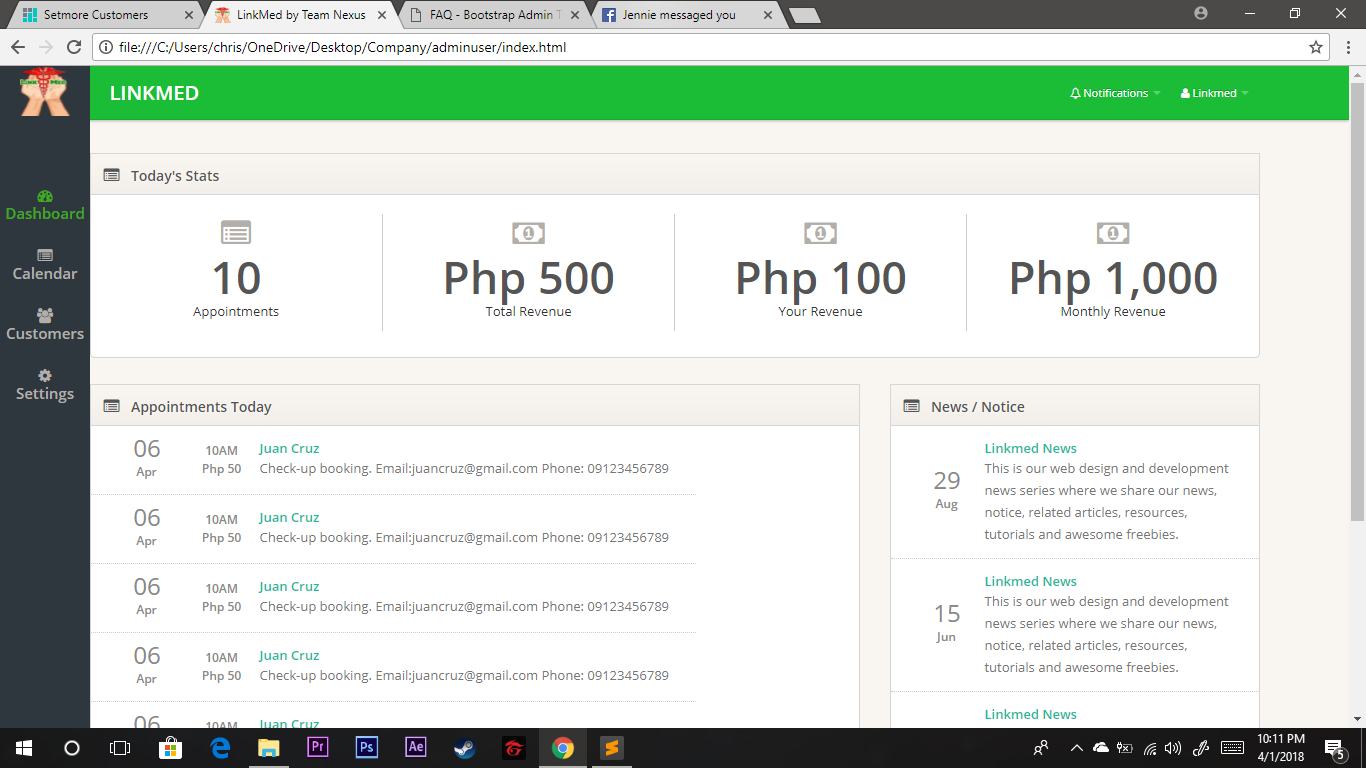 Setmore Customers
LinkMed by Team Nexus
FAQ - Bootstrap Admin T
Jennie messaged you
file:///C:/Users/chris/OneDrive/Desktop/Company/adminuser/index.html
LINKMED
Notifications
Linkmed
Dashboard
Calendar
Customers
Settings
Today's Stats
10
Appointments
Php 500
Total Revenue
Php 100
Your Revenue
Php 1,000
Monthly Revenue
Appointments Today
06
Apr
10AM
Php 50
Juan Cruz
Check-up booking. Email:juancruz@gmail.com Phone: 09123456789
06
Apr
10AM
Php 50
Juan Cruz
Check-up booking. Email:juancruz@gmail.com Phone: 09123456789
06
Apr
10AM
Php 50
Juan Cruz
Check-up booking. Email:juancruz@gmail.com Phone: 09123456789
06
Apr
10AM
Php 50
Juan Cruz
Check-up booking. Email:juancruz@gmail.com Phone: 09123456789
06
10AM
Juan Cruz
News / Notice
29
Aug
Linkmed News
This is our web design and development
news series where we share our news,
notice, related articles, resources,
tutorials and awesome freebies.
15
Jun
Linkmed News
This is our web design and development
news series where we share our news,
notice, related articles, resources,
tutorials and awesome freebies.
Linkmed News
Pr
Ps
Ae
10:11 PM
4/1/2018
5